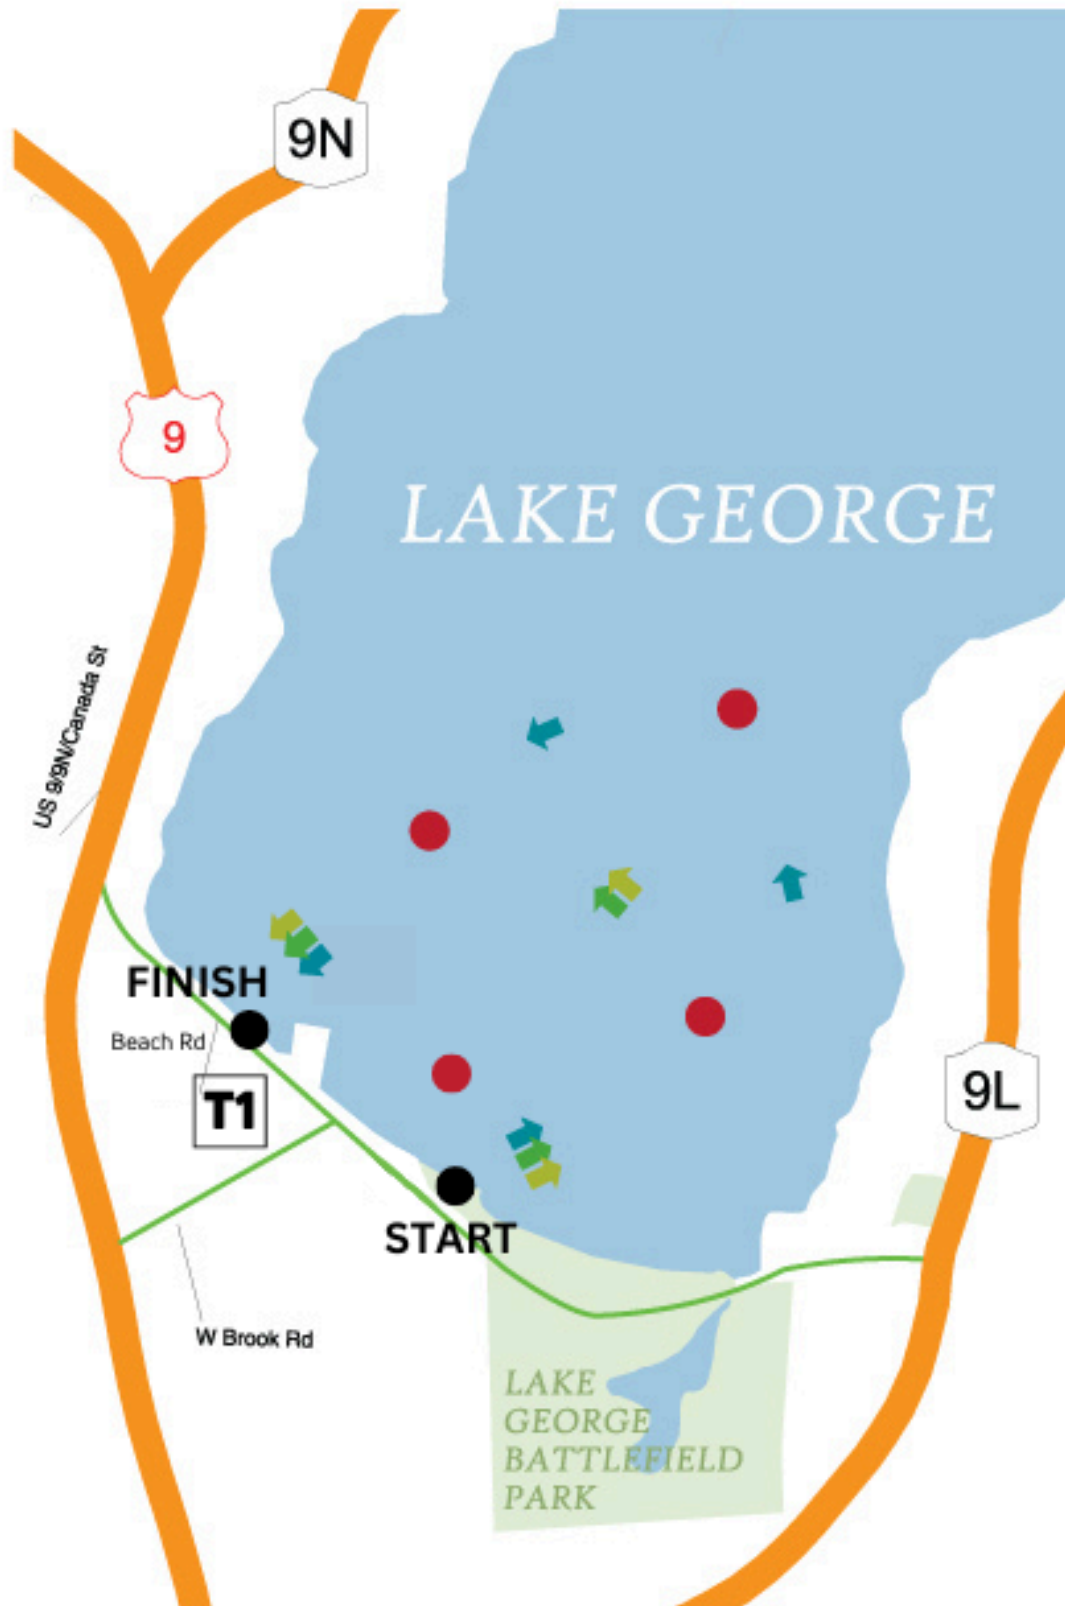 9N
9
LAKE GEORGE
US 9/9N/Canada St
FINISH
Beach Rd
T1
9L
START
W Brook Rd
LAKE
GEORGE
BATTLEFIELD
PARK